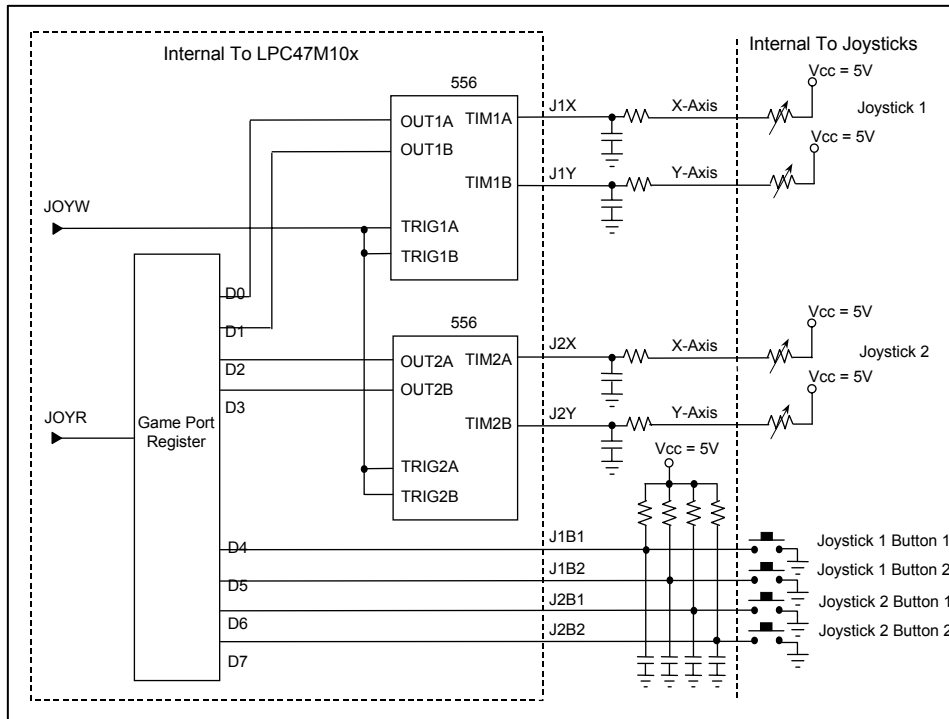 Internal To LPC47M10x
Internal To Joysticks
Vcc = 5V
556
J1X
X-Axis
Joystick 1
OUT1A
TIM1A
OUT1B
Vcc = 5V
TIM1B
J1Y
Y-Axis
JOYW
TRIG1A
TRIG1B
D0
D1
556
Vcc = 5V
J2X
X-Axis
Joystick 2
OUT2A
TIM2A
D2
OUT2B
Vcc = 5V
D3
JOYR
Game Port
Register
TIM2B
J2Y
Y-Axis
Vcc = 5V
TRIG2A
TRIG2B
D4
J1B1
Joystick 1 Button 1
D5
J1B2
Joystick 1 Button 2
D6
J2B1
Joystick 2 Button 1
D7
J2B2
Joystick 2 Button 2